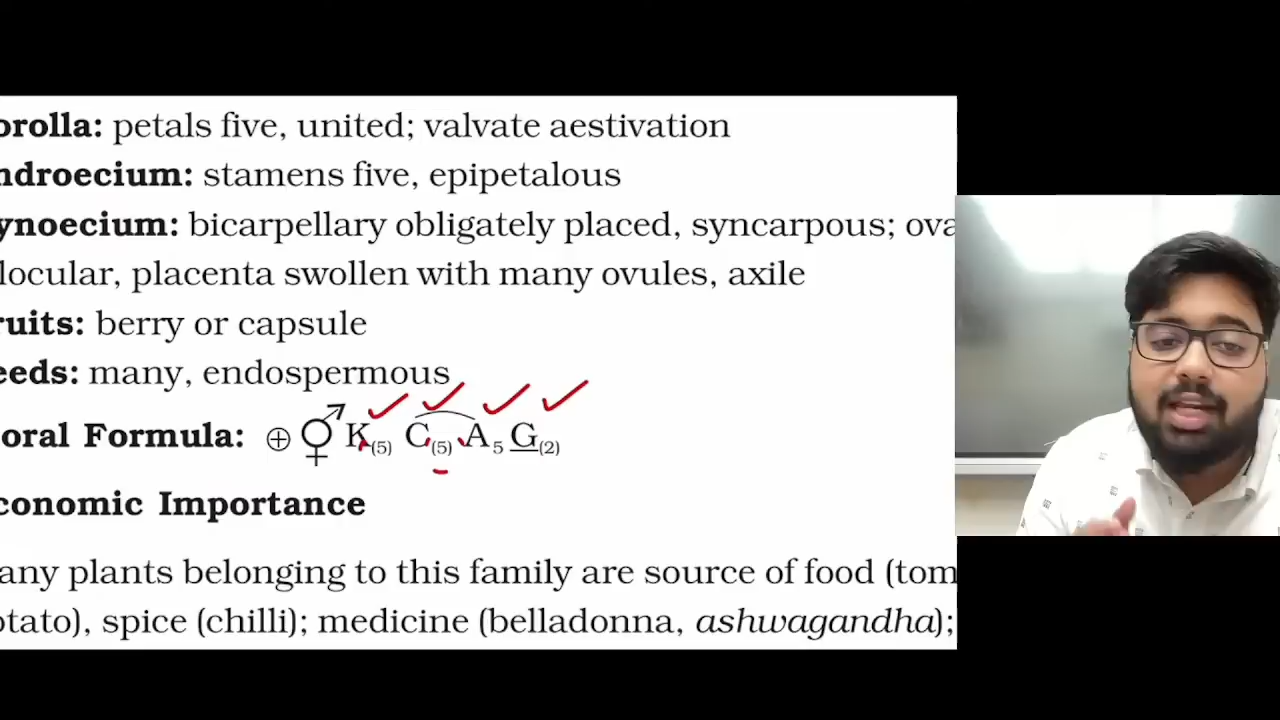 orolla: petals five, united; valvate aestivation
ndroecium: stamens five, epipetalous
ynoecium: bicarpellary obligately placed, syncarpous; ova
locular, placenta swollen with many ovules, axile
ruits: berry or capsule
eeds: many, endospermous
oral Formula: ⊕ ⚥ K(5) C(5) A5 G(2)
conomic Importance
any plants belonging to this family are source of food (tom
otato), spice (chilli); medicine (belladonna, ashwagandha);